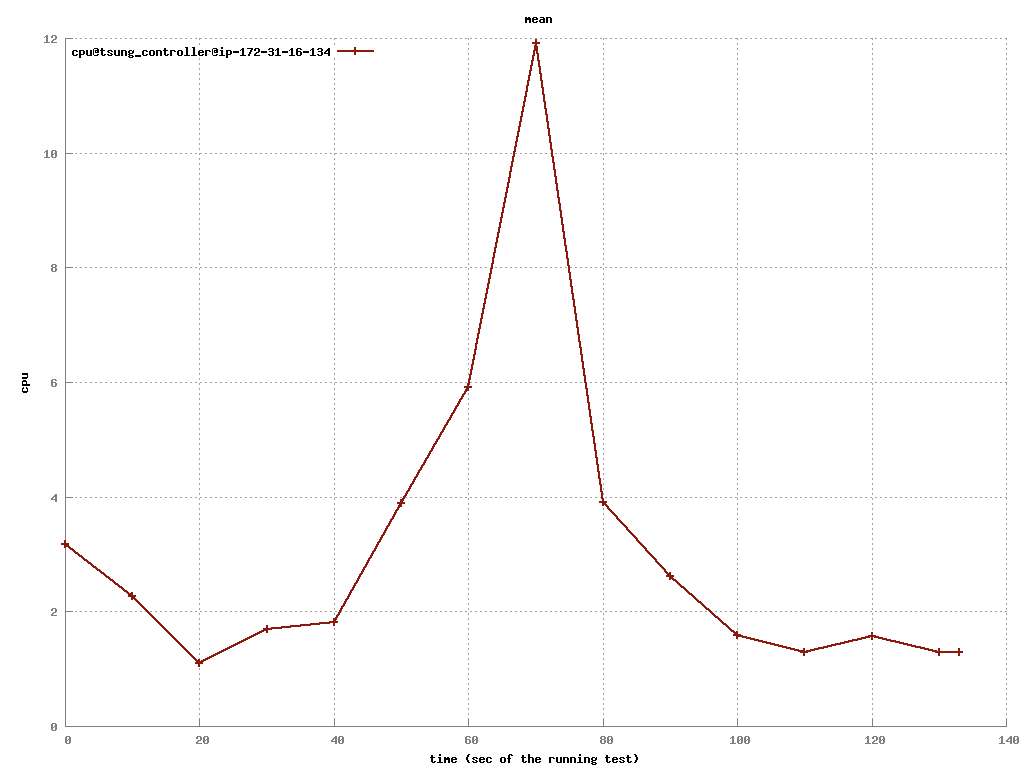 mean
cpu@tsung_controller@ip-172-31-16-134
12
10
8
6
4
2
0
cpu
0 20 40 60 80 100 120 140
time (sec of the running test)